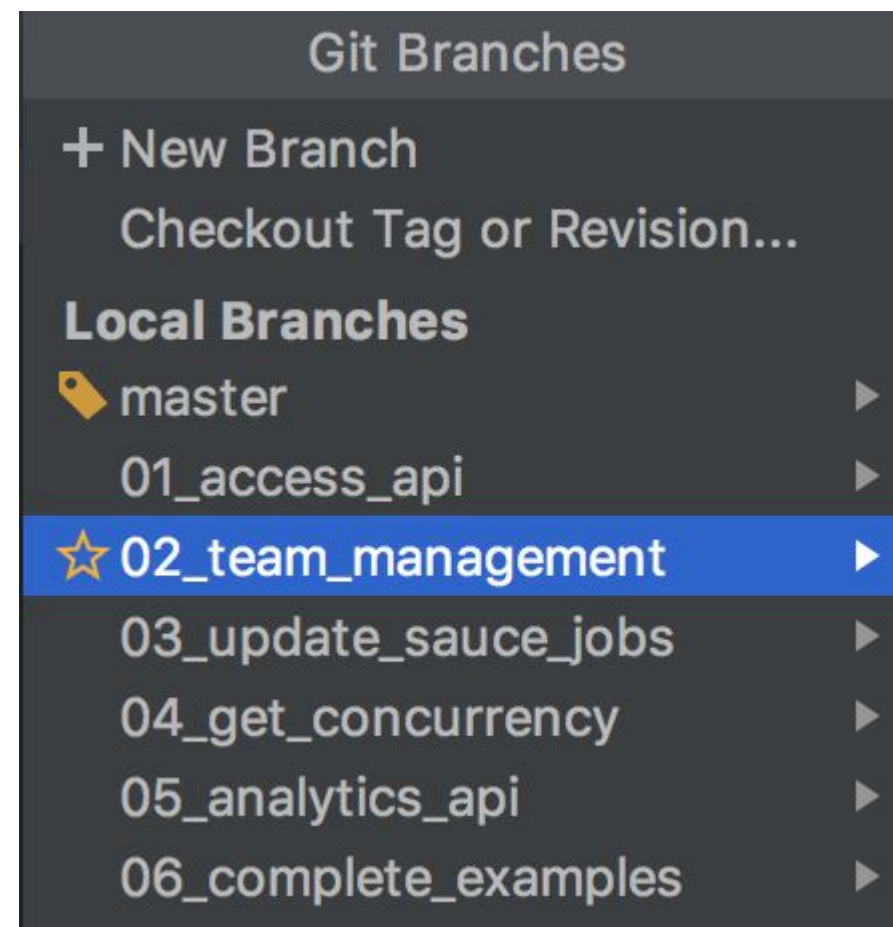 Git Branches
+ New Branch
Checkout Tag or Revision...
Local Branches
master
01_access_api
02_team_management
03_update_sauce_jobs
04_get_concurrency
05_analytics_api
06_complete_examples